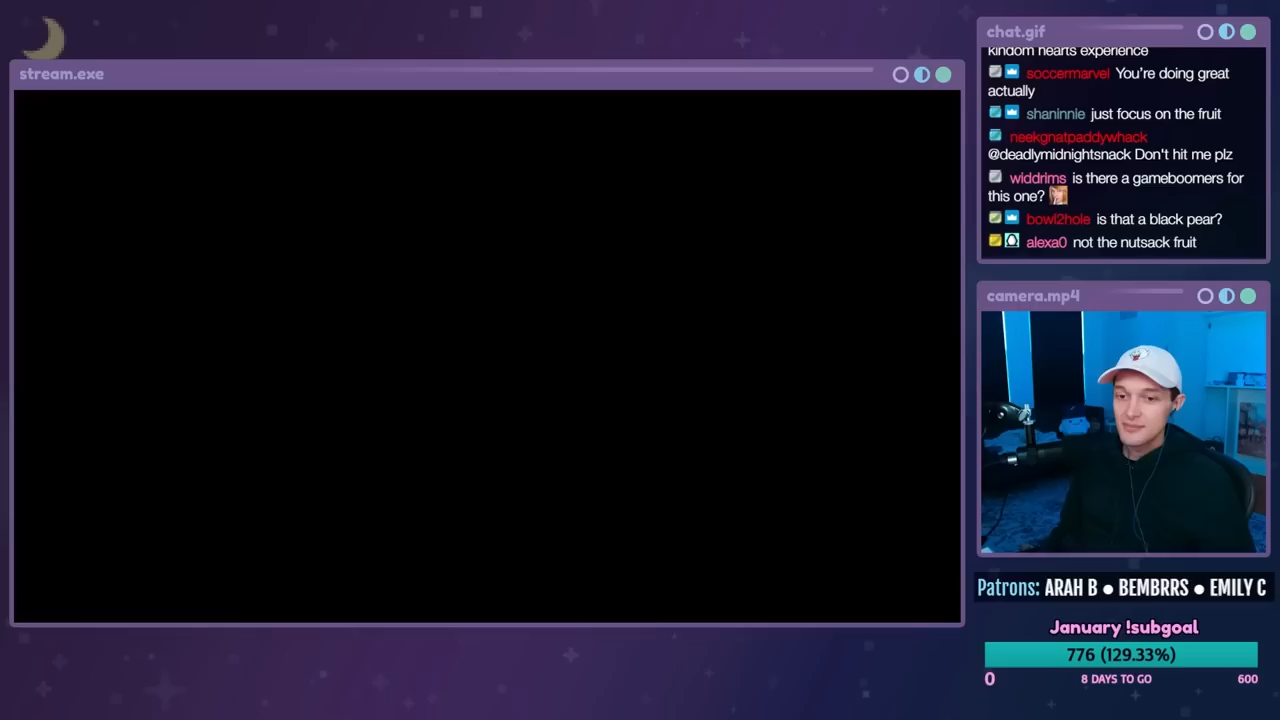 stream.exe
chat.gif
kindom hearts experience
soccermarvel You're doing great
actually
shaninnie just focus on the fruit
neekgnatpaddywhack
@deadlymidnightsnack Don't hit me plz
widdrims is there a gameboomers for
this one?
bowl2hole is that a black pear?
alexa0 not the nutsack fruit
camera.mp4
Patrons: ARAH B ● BEMBRRS ● EMILY C
January !subgoal
776 (129.33%)
0 8 DAYS TO GO 600